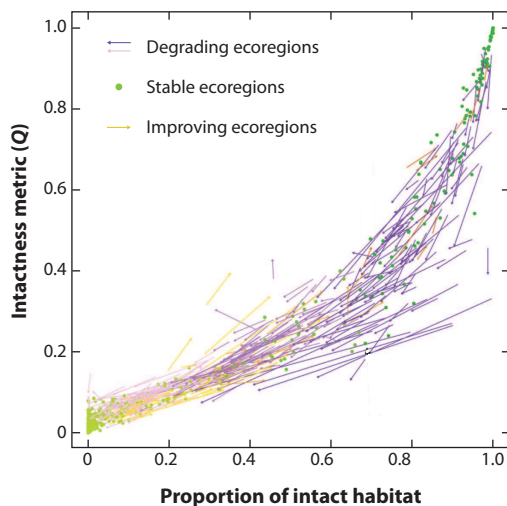 1.0
0.8
0.6
0.4
0.2
0
Intactness metric (Q)
Degrading ecoregions
Stable ecoregions
Improving ecoregions
0 0.2 0.4 0.6 0.8 1.0
Proportion of intact habitat